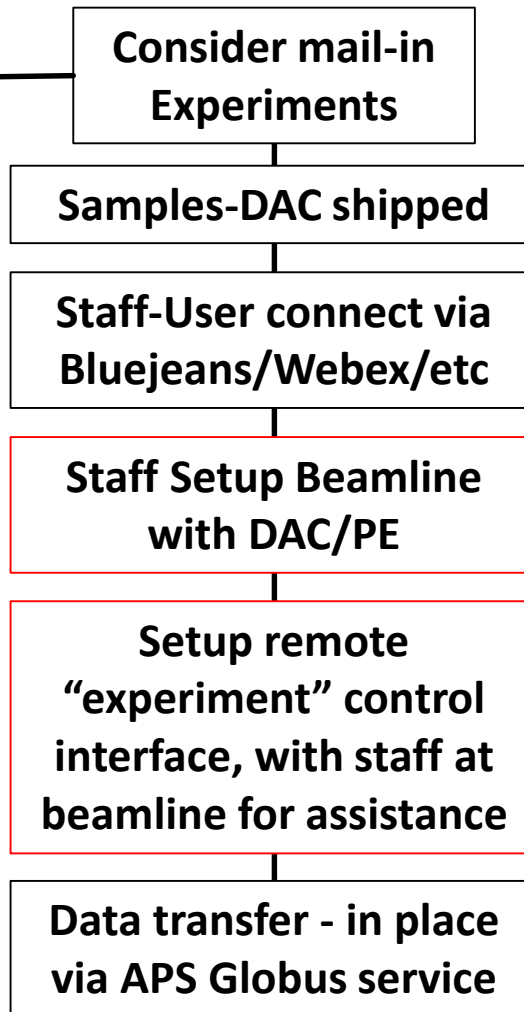 Consider mail-in
Experiments
Samples-DAC shipped
Staff-User connect via
Bluejeans/Webex/etc
Staff Setup Beamline
with DAC/PE
Setup remote
“experiment” control
interface, with staff at
beamline for assistance
Data transfer - in place
via APS Globus service